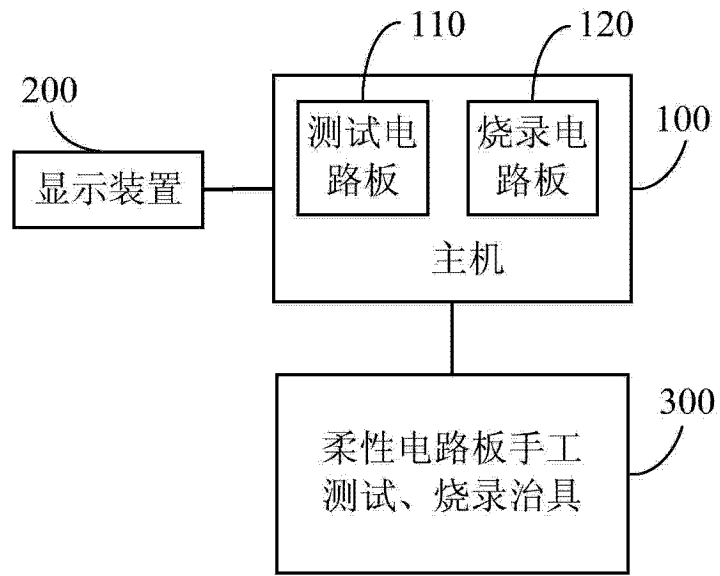 110
120
200
100
测试电
路板
烧录电
路板
显示装置
主机
300
柔性电路板手工
测试、烧录治具